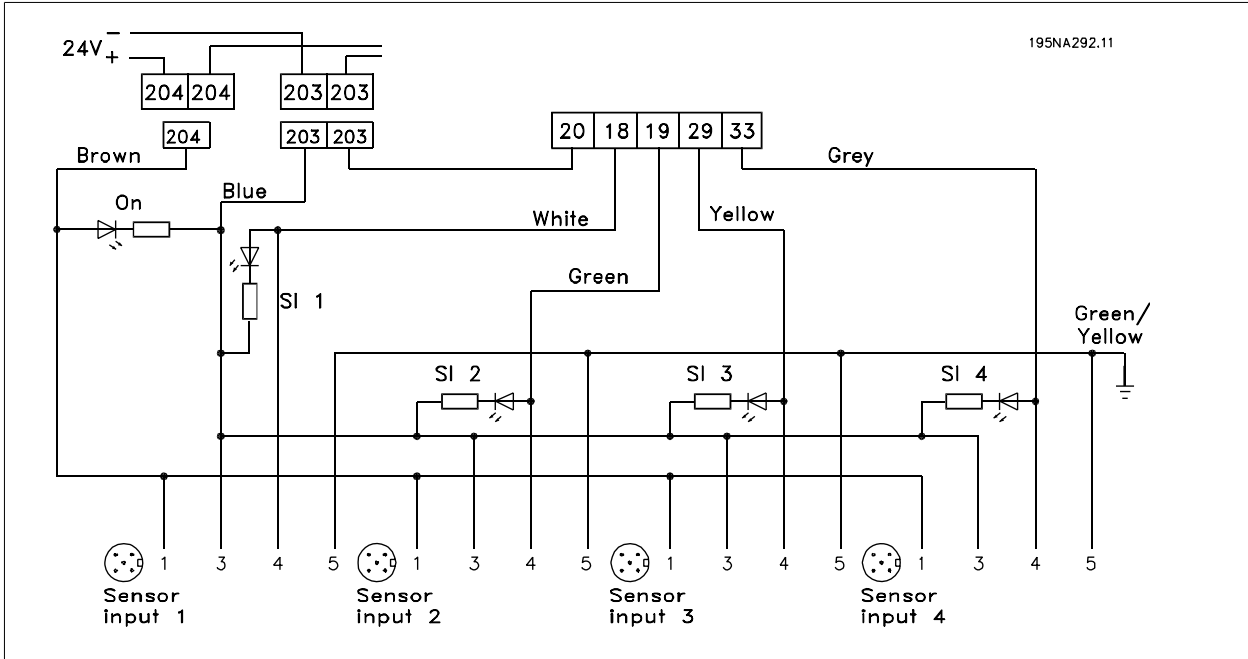 195NA292.11
24V - +
204 204 203 203
204 203 203
20 18 19 29 33
Brown
Grey
Blue
On
White
Yellow
Green
SI 1
Green/
Yellow
SI 2 SI 3 SI 4
1 3 4 5 1 3 4 5 1 3 4 5 1 3 4 5
Sensor
input 1
Sensor
input 2
Sensor
input 3
Sensor
input 4